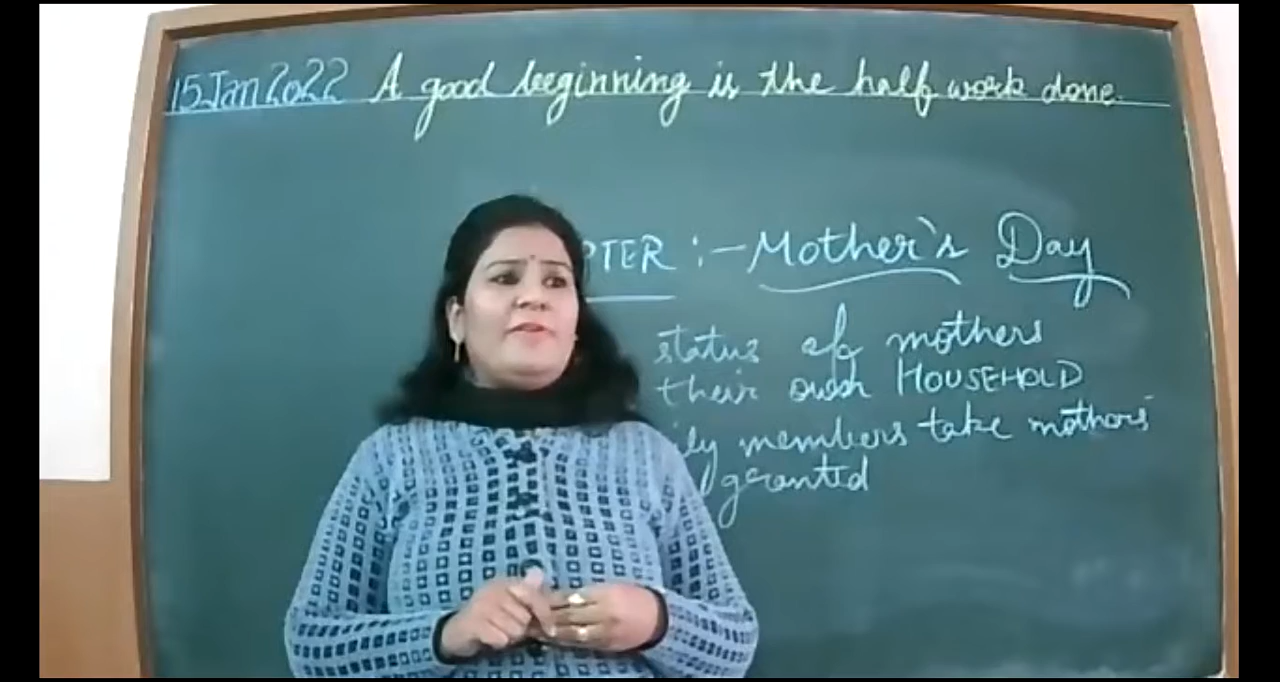 15 Jan 2022 A good beginning is the half work done.
PTER :- Mother's Day
status of mothers
their own HOUSEHOLD
ily members take mothers'
granted